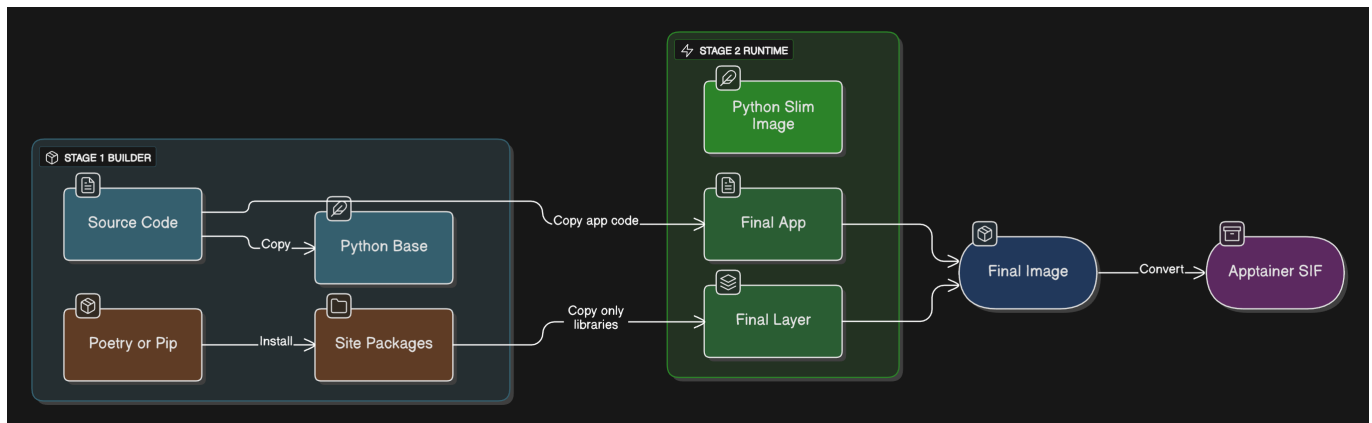 STAGE 1 BUILDER
Source Code
Copy
Python Base
Poetry or Pip
Install
Site Packages
Copy app code
Copy only
libraries
STAGE 2 RUNTIME
Python Slim
Image
Final App
Final Layer
Final Image
Convert
Apptainer SIF